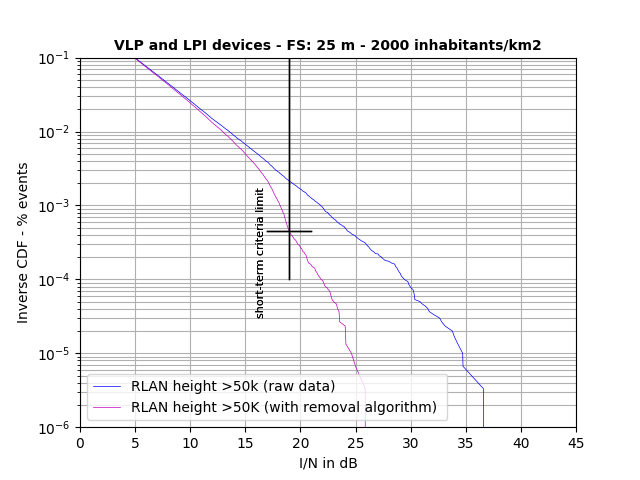 VLP and LPI devices - FS: 25 m - 2000 inhabitants/km2
Inverse CDF - % events
10^-1
10^-2
10^-3
10^-4
10^-5
10^-6
short-term criteria limit
RLAN height >50k (raw data)
RLAN height >50K (with removal algorithm)
0 5 10 15 20 25 30 35 40 45
I/N in dB